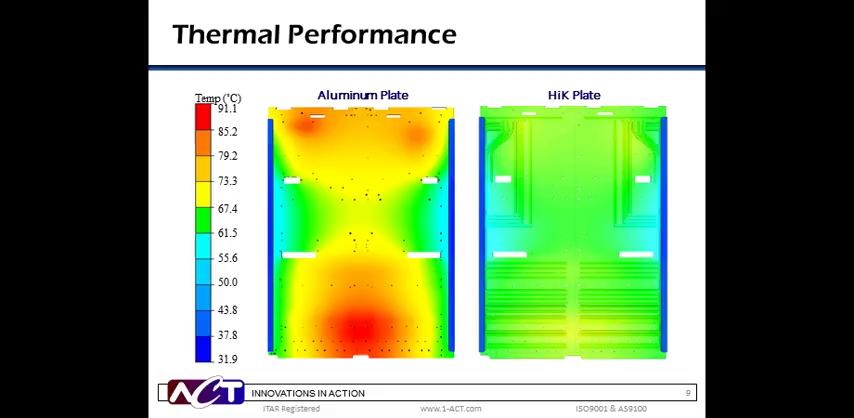 Thermal Performance
Temp (°C)
Aluminum Plate
HiK Plate
91.1
85.2
79.2
73.3
67.4
61.5
55.6
50.0
43.8
37.8
31.9
ACT
INNOVATIONS IN ACTION
9
ITAR Registered
www.1-ACT.com
ISO9001 & AS9100